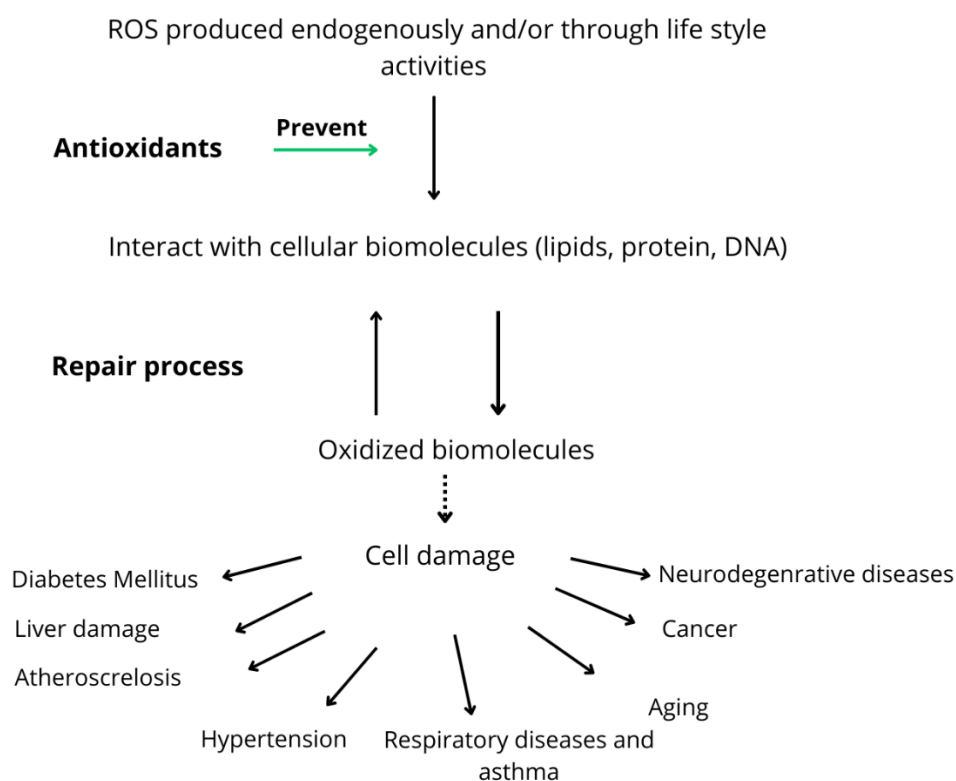 ROS produced endogenously and/or through life style
activities
Prevent
Antioxidants
Interact with cellular biomolecules (lipids, protein, DNA)
Repair process
Oxidized biomolecules
Cell damage
Diabetes Mellitus
Neurodegenrative diseases
Liver damage
Cancer
Atheroscrelosis
Aging
Hypertension
Respiratory diseases and
asthma